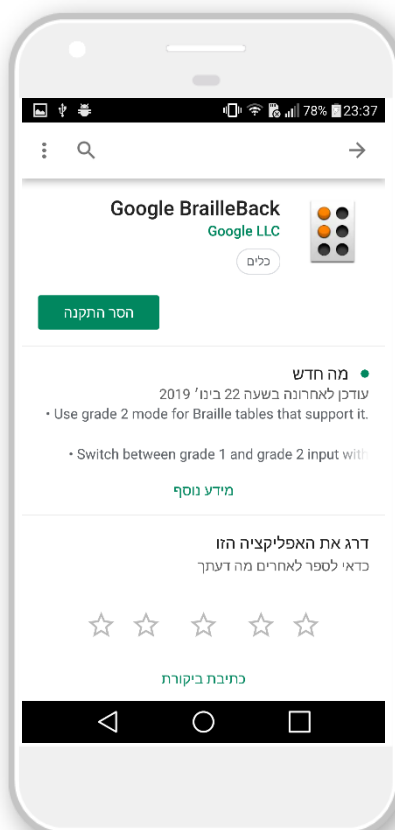 78% 23:37
Google BrailleBack
Google LLC
כלים
הסר התקנה
מה חדש
עודכן לאחרונה בשעה 22 בינו׳ 2019
• Use grade 2 mode for Braille tables that support it.
• Switch between grade 1 and grade 2 input with
מידע נוסף
דרג את האפליקציה הזו
כדאי לספר לאחרים מה דעתך
כתיבת ביקורת